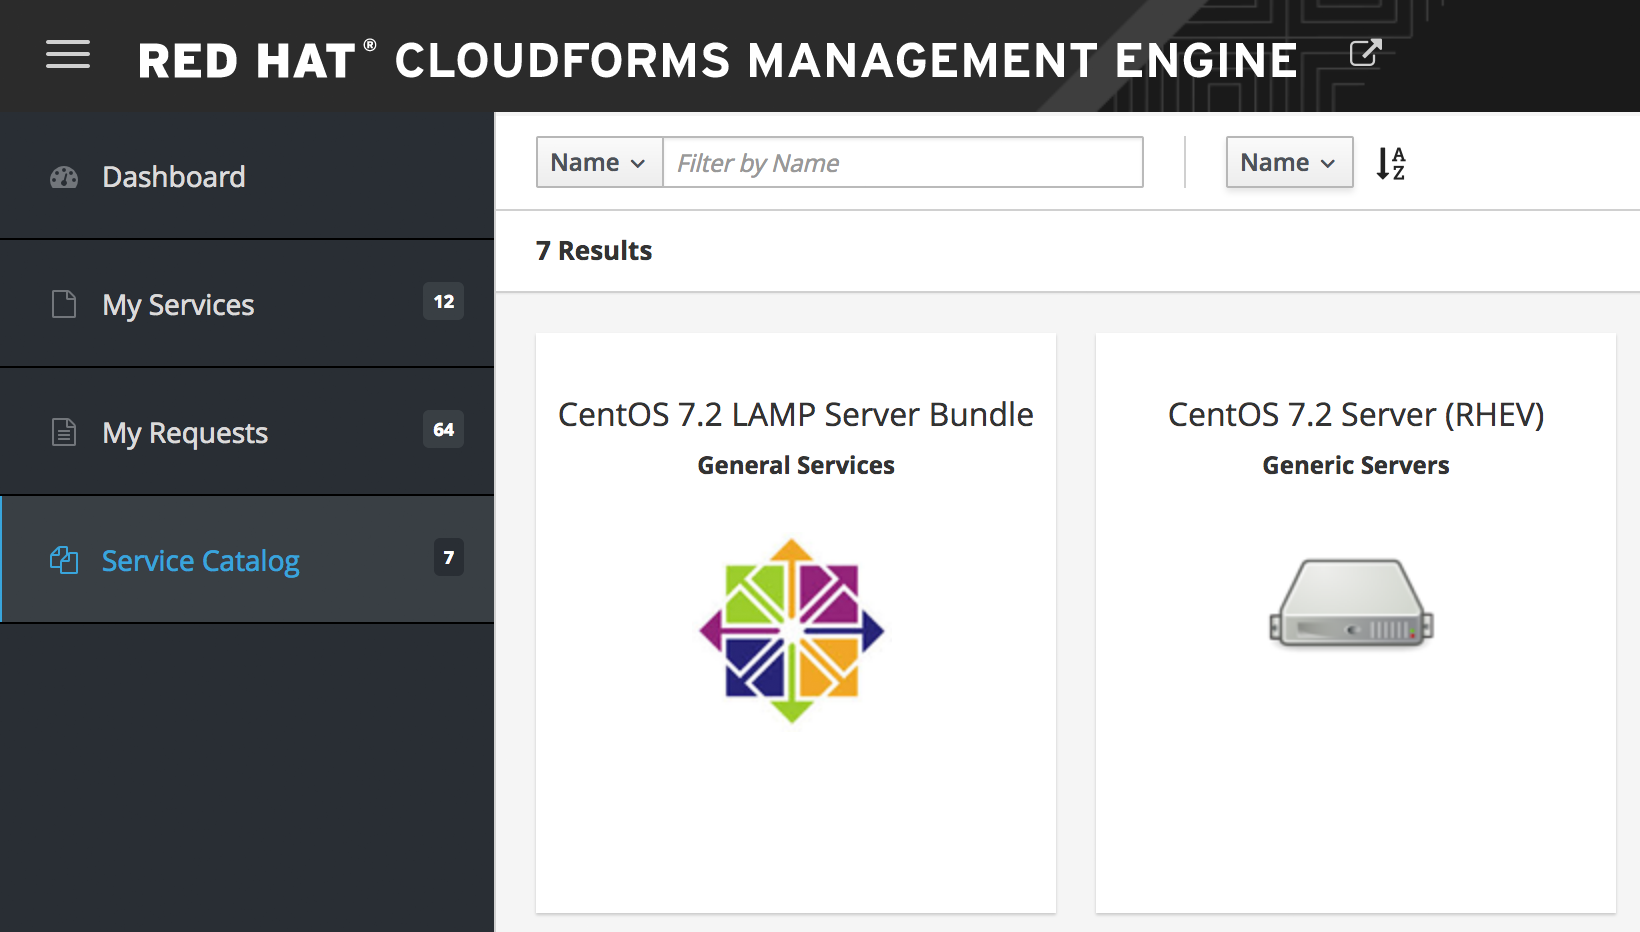 RED HAT® CLOUDFORMS MANAGEMENT ENGINE
Dashboard
My Services 12
My Requests 64
Service Catalog 7
Name Filter by Name Name A Z
7 Results
CentOS 7.2 LAMP Server Bundle
General Services
CentOS 7.2 Server (RHEV)
Generic Servers